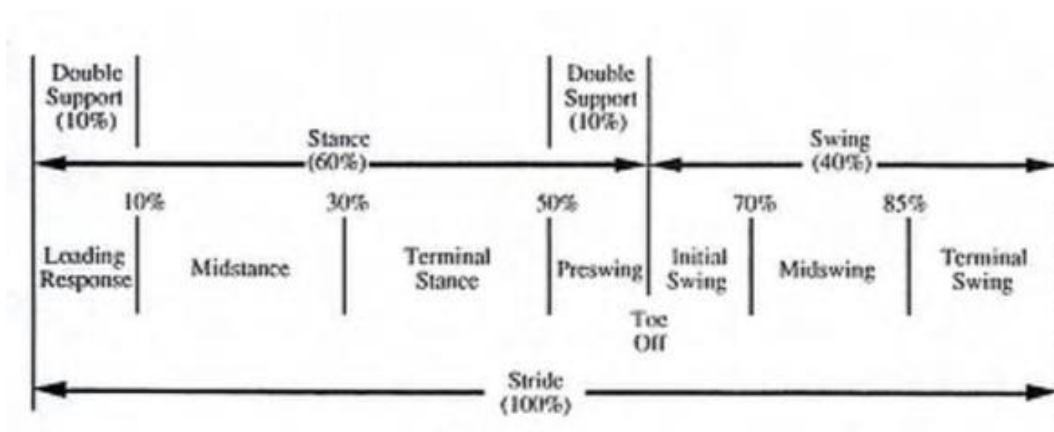 Double
Support
(10%)
Double
Support
(10%)
Stance
(60%)
Swing
(40%)
10%
30%
50%
70%
85%
Loading
Response
Midstance
Terminal
Stance
Preswing
Initial
Swing
Midswing
Terminal
Swing
Toe
Off
Stride
(100%)